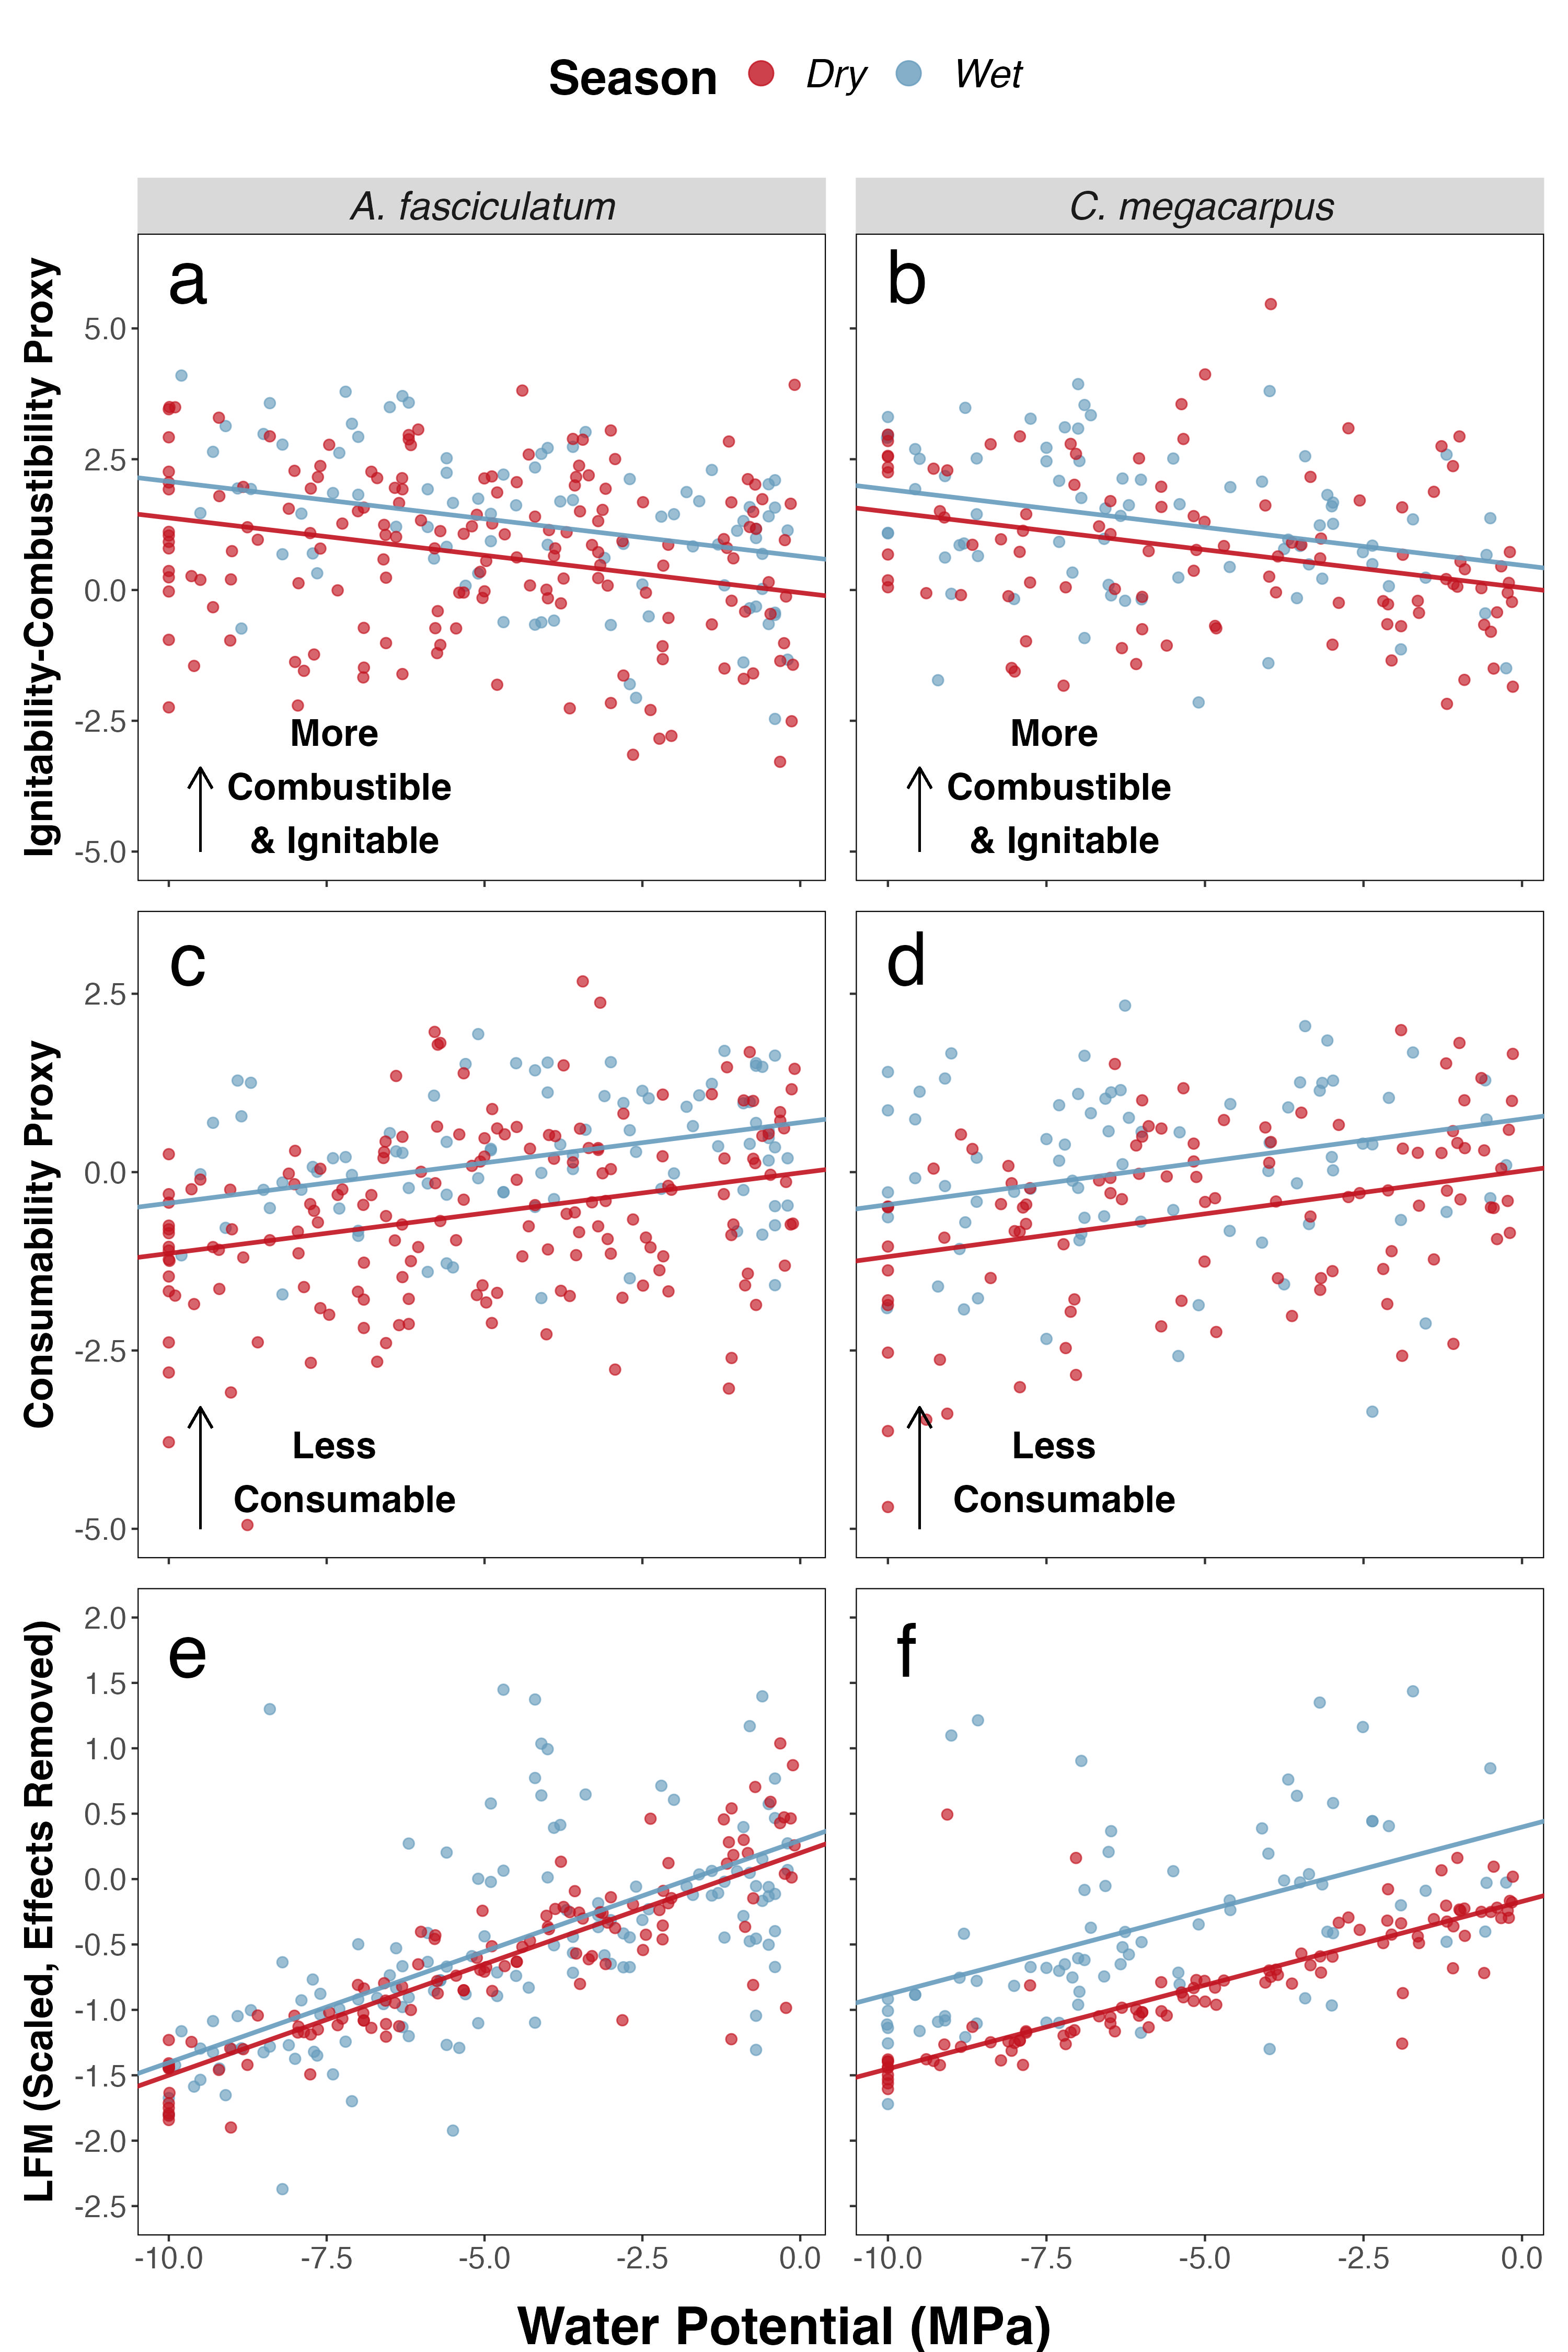 Season Dry Wet
A. fasciculatum C. megacarpus
Ignitability-Combustibility Proxy
a
5.0
2.5
0.0
-2.5
-5.0
More
Combustible
& Ignitable
b
More
Combustible
& Ignitable
Consumability Proxy
c
2.5
0.0
-2.5
-5.0
Less
Consumable
d
Less
Consumable
LFM (Scaled, Effects Removed)
e
2.0
1.5
1.0
0.5
0.0
-0.5
-1.0
-1.5
-2.0
-2.5
f
-10.0 -7.5 -5.0 -2.5 0.0
-10.0 -7.5 -5.0 -2.5 0.0
Water Potential (MPa)